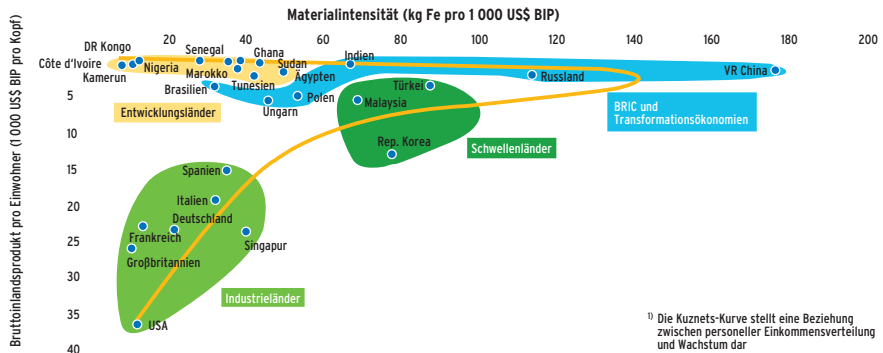 Materialintensität (kg Fe pro 1 000 US$ BIP)
20 40 60 80 100 120 140 160 180 200
Bruttoinlandsprodukt pro Einwohner (1 000 US$ BIP pro Kopf)
5
10
15
20
25
30
35
40
DR Kongo
Senegal
Ghana
Indien
Côte d'Ivoire
Nigeria
Sudan
Kamerun
Marokko
Ägypten
Russland
VR China
Brasilien
Tunesien
Türkei
Polen
Malaysia
Entwicklungsländer
Ungarn
BRIC und
Transformationsökonomien
Rep. Korea
Schwellenländer
Spanien
Italien
Deutschland
Frankreich
Singapur
Großbritannien
Industrieländer
USA
1) Die Kuznets-Kurve stellt eine Beziehung
zwischen personeller Einkommensverteilung
und Wachstum dar